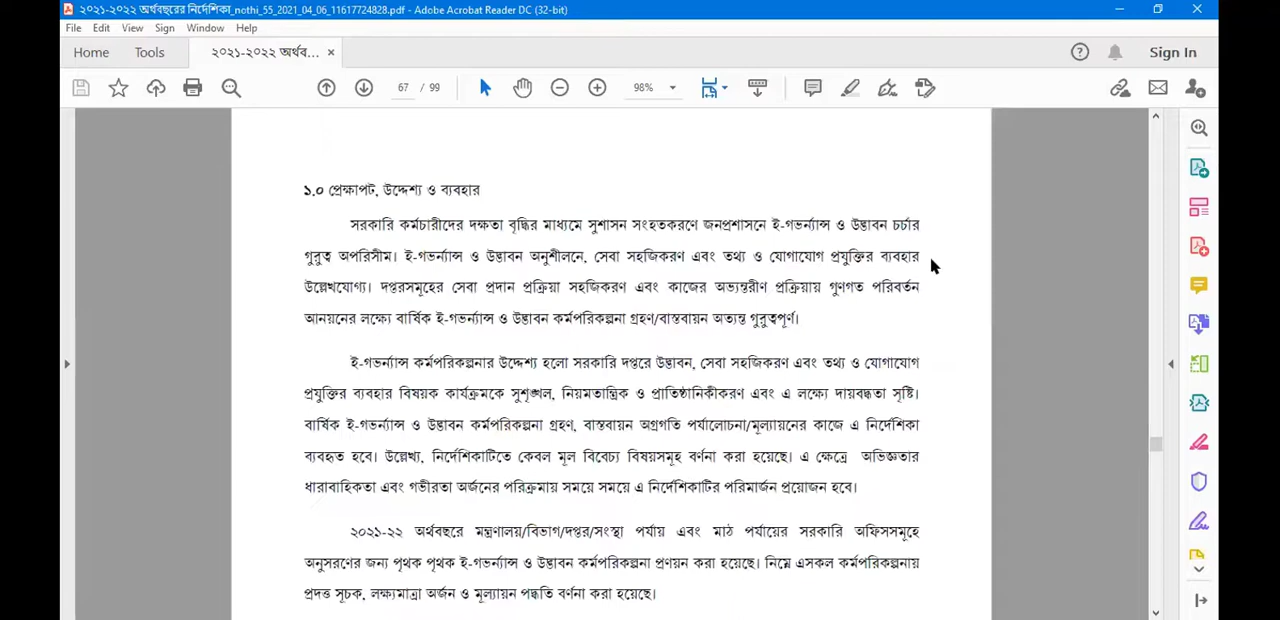 ২০২১-২০২২ অর্থবছরের নির্দেশিকা_nothi_55_2021_04_06_11617724828.pdf - Adobe Acrobat Reader DC (32-bit)
File Edit View Sign Window Help
Home Tools ২০২১-২০২২ অর্থব... × Sign In
67 / 99 98%
১.০ প্রেক্ষাপট, উদ্দেশ্য ও ব্যবহার
সরকারি কর্মচারীদের দক্ষতা বৃদ্ধির মাধ্যমে সুশাসন সংহতকরণে জনপ্রশাসনে ই-গভর্ন্যান্স ও উদ্ভাবন চর্চার
গুরুত্ব অপরিসীম। ই-গভর্ন্যান্স ও উদ্ভাবন অনুশীলনে, সেবা সহজিকরণ এবং তথ্য ও যোগাযোগ প্রযুক্তির ব্যবহার
উল্লেখযোগ্য। দপ্তরসমূহের সেবা প্রদান প্রক্রিয়া সহজিকরণ এবং কাজের অভ্যন্তরীণ প্রক্রিয়ায় গুণগত পরিবর্তন
আনয়নের লক্ষ্যে বার্ষিক ই-গভর্ন্যান্স ও উদ্ভাবন কর্মপরিকল্পনা গ্রহণ/বাস্তবায়ন অত্যন্ত গুরুত্বপূর্ণ।
ই-গভর্ন্যান্স কর্মপরিকল্পনার উদ্দেশ্য হলো সরকারি দপ্তরে উদ্ভাবন, সেবা সহজিকরণ এবং তথ্য ও যোগাযোগ
প্রযুক্তির ব্যবহার বিষয়ক কার্যক্রমকে সুশৃঙ্খল, নিয়মতান্ত্রিক ও প্রাতিষ্ঠানিকীকরণ এবং এ লক্ষ্যে দায়বদ্ধতা সৃষ্টি।
বার্ষিক ই-গভর্ন্যান্স ও উদ্ভাবন কর্মপরিকল্পনা গ্রহণ, বাস্তবায়ন অগ্রগতি পর্যালোচনা/মূল্যায়নের কাজে এ নির্দেশিকা
ব্যবহৃত হবে। উল্লেখ্য, নির্দেশিকাটিতে কেবল মূল বিবেচ্য বিষয়সমূহ বর্ণনা করা হয়েছে। এ ক্ষেত্রে অভিজ্ঞতার
ধারাবাহিকতা এবং গভীরতা অর্জনের পরিক্রমায় সময়ে সময়ে এ নির্দেশিকাটির পরিমার্জন প্রয়োজন হবে।
২০২১-২২ অর্থবছরে মন্ত্রণালয়/বিভাগ/দপ্তর/সংস্থা পর্যায় এবং মাঠ পর্যায়ের সরকারি অফিসসমূহে
অনুসরণের জন্য পৃথক পৃথক ই-গভর্ন্যান্স ও উদ্ভাবন কর্মপরিকল্পনা প্রণয়ন করা হয়েছে। নিম্নে এসকল কর্মপরিকল্পনায়
প্রদত্ত সূচক, লক্ষ্যমাত্রা অর্জন ও মূল্যায়ন পদ্ধতি বর্ণনা করা হয়েছে।